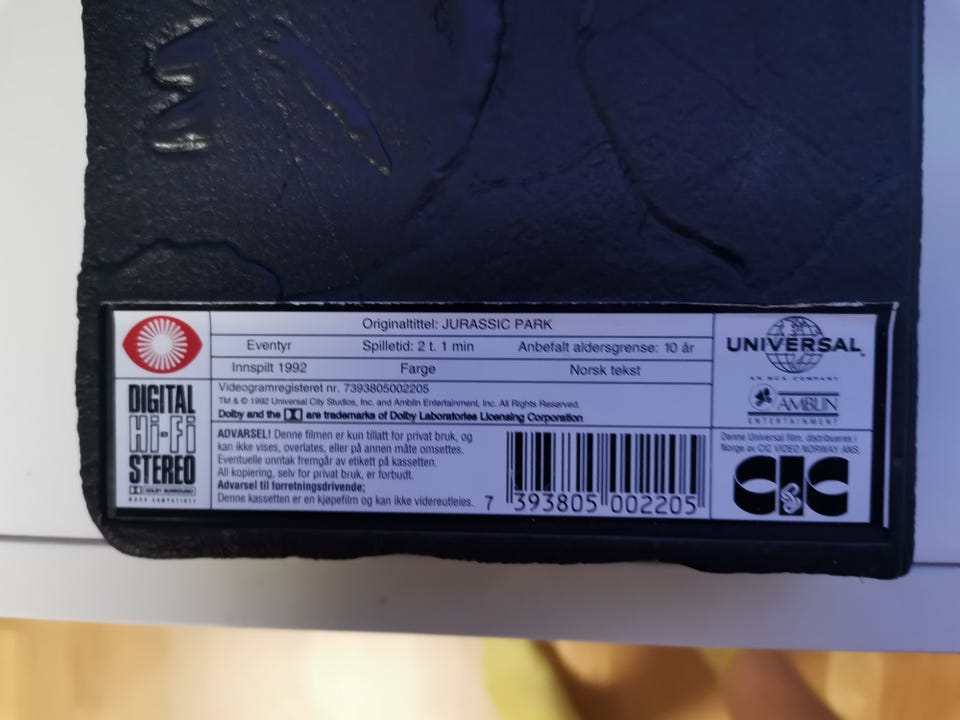 Originaltittel: JURASSIC PARK
Eventyr Spilletid: 2 t. 1 min Anbefalt aldersgrense: 10 år
Innspilt 1992 Farge Norsk tekst
DIGITAL
Hi-Fi
STEREO
DOLBY SURROUND
Videogramregisteret nr. 7393805002205
TM & © 1992 Universal City Studios, Inc. and Amblin Entertainment, Inc. All Rights Reserved.
Dolby and the are trademarks of Dolby Laboratories Licensing Corporation
ADVARSEL! Denne filmen er kun tillatt for privat bruk, og
kan ikke vises, overlates, eller på annen måte omsettes.
Eventuelle unntak fremgår av etikett på kassetten.
All kopiering, selv for privat bruk, er forbudt.
Advarsel til forretningsdrivende;
Denne kassetten er en kjøpefilm og kan ikke videreutleies.
7 393805 002205
UNIVERSAL
AN MCA COMPANY
AMBLIN
ENTERTAINMENT
Denne Universal film, distribueres i
Norge av CIC VIDEO NORWAY ANS.
CIC